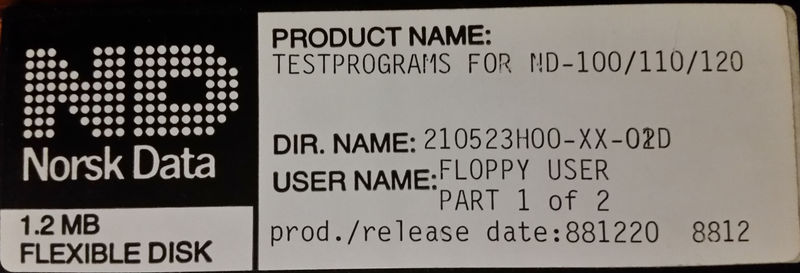 ND
Norsk Data
1.2 MB
FLEXIBLE DISK
PRODUCT NAME:
TESTPROGRAMS FOR ND-100/110/120
DIR. NAME: 210523H00-XX-02D
USER NAME: FLOPPY USER
PART 1 of 2
prod./release date:881220 8812